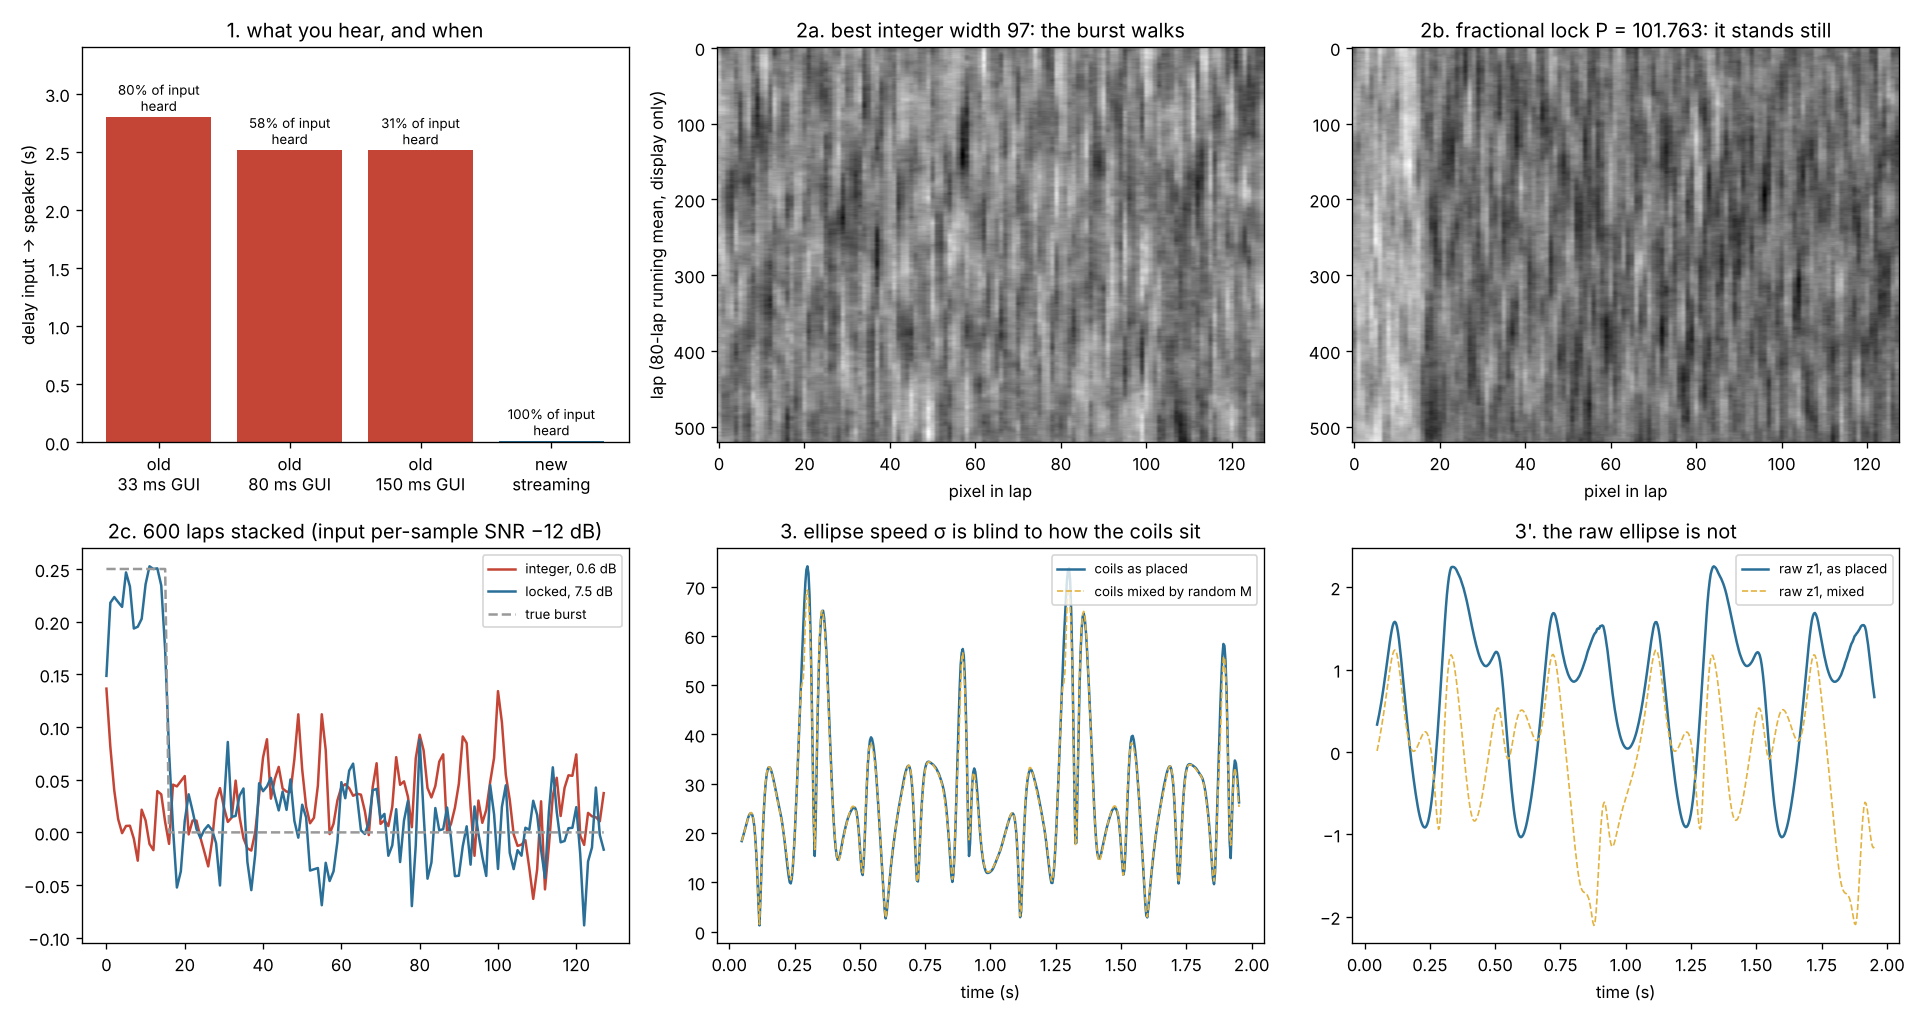 1. what you hear, and when
delay input → speaker (s)
3.0
2.5
2.0
1.5
1.0
0.5
0.0
80% of input
heard
58% of input
heard
31% of input
heard
100% of input
heard
old
33 ms GUI
old
80 ms GUI
old
150 ms GUI
new
streaming
2a. best integer width 97: the burst walks
lap (80-lap running mean, display only)
0
100
200
300
400
500
0 20 40 60 80 100 120
pixel in lap
2b. fractional lock P = 101.763: it stands still
0
100
200
300
400
500
0 20 40 60 80 100 120
pixel in lap
2c. 600 laps stacked (input per-sample SNR −12 dB)
0.25
0.20
0.15
0.10
0.05
0.00
−0.05
−0.10
integer, 0.6 dB
locked, 7.5 dB
true burst
0 20 40 60 80 100 120
3. ellipse speed σ is blind to how the coils sit
70
60
50
40
30
20
10
0
coils as placed
coils mixed by random M
0.00 0.25 0.50 0.75 1.00 1.25 1.50 1.75 2.00
time (s)
3'. the raw ellipse is not
2
1
0
−1
−2
raw z1, as placed
raw z1, mixed
0.00 0.25 0.50 0.75 1.00 1.25 1.50 1.75 2.00
time (s)